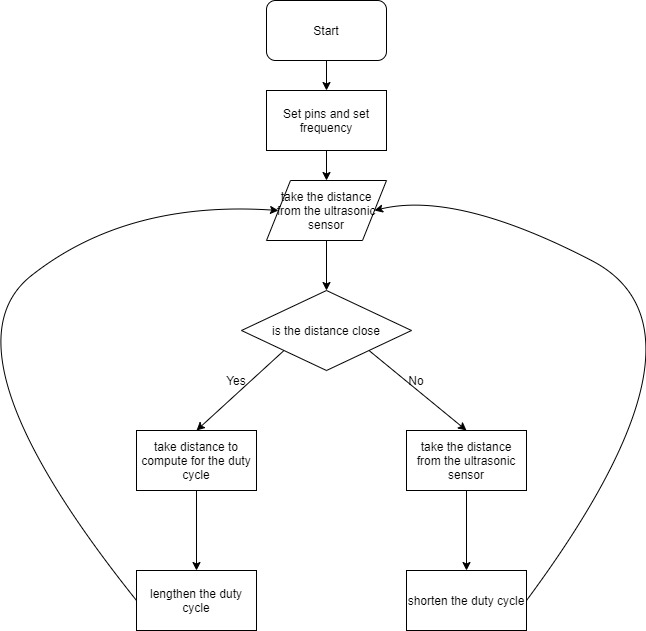 Start
Set pins and set
frequency
take the distance
from the ultrasonic
sensor
is the distance close
Yes
No
take distance to
compute for the duty
cycle
take the distance
from the ultrasonic
sensor
lengthen the duty
cycle
shorten the duty cycle